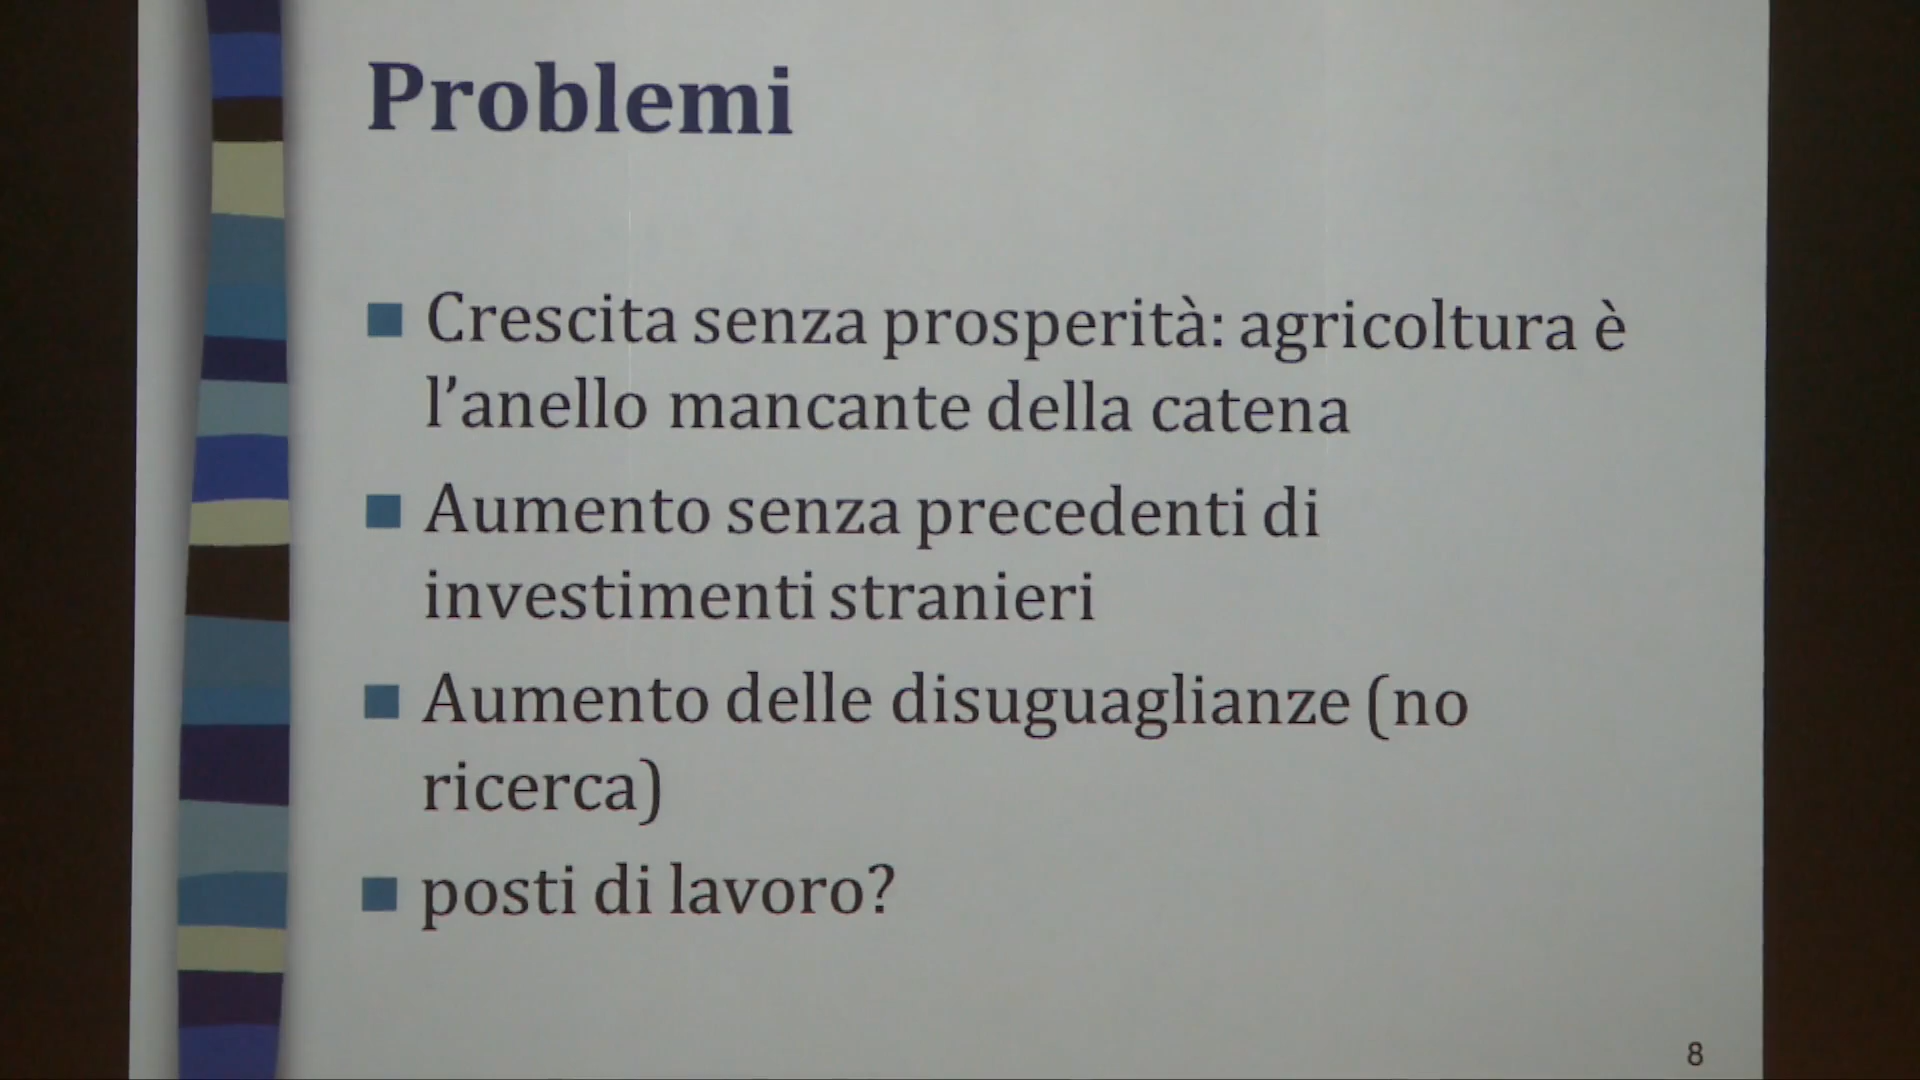 Problemi
Crescita senza prosperità: agricoltura è
l'anello mancante della catena
Aumento senza precedenti di
investimenti stranieri
Aumento delle disuguaglianze (no
ricerca)
posti di lavoro?
8